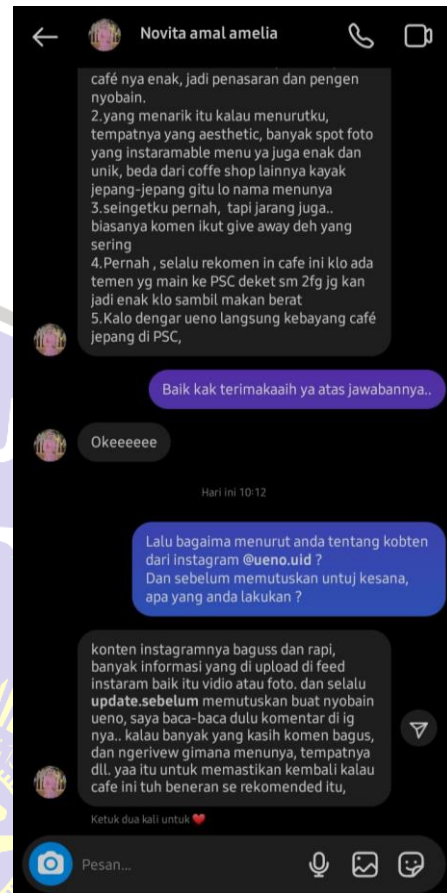 Novita amal amelia
café nya enak, jadi penasaran dan pengen
nyobain.
2.yang menarik itu kalau menurutku,
tempatnya yang aesthetic, banyak spot foto
yang instaramable menu ya juga enak dan
unik, beda dari coffe shop lainnya kayak
jepang-jepang gitu lo nama menunya
3.seingetku pernah, tapi jarang juga..
biasanya komen ikut give away deh yang
sering
4.Pernah , selalu rekomen in cafe ini klo ada
temen yg main ke PSC deket sm 2fg jg kan
jadi enak klo sambil makan berat
5.Kalo dengar ueno langsung kebayang café
jepang di PSC,
Baik kak terimakaaih ya atas jawabannya..
Okeeeeee
Hari ini 10:12
Lalu bagaima menurut anda tentang kobten
dari instagram @ueno.uid ?
Dan sebelum memutuskan untuj kesana,
apa yang anda lakukan ?
konten instagramnya baguss dan rapi,
banyak informasi yang di upload di feed
instaram baik itu vidio atau foto. dan selalu
update.sebelum memutuskan buat nyobain
ueno, saya baca-baca dulu komentar di ig
nya.. kalau banyak yang kasih komen bagus,
dan ngerivew gimana menunya, tempatnya
dll. yaa itu untuk memastikan kembali kalau
cafe ini tuh beneran se rekomended itu,
Ketuk dua kali untuk ❤
Pesan...